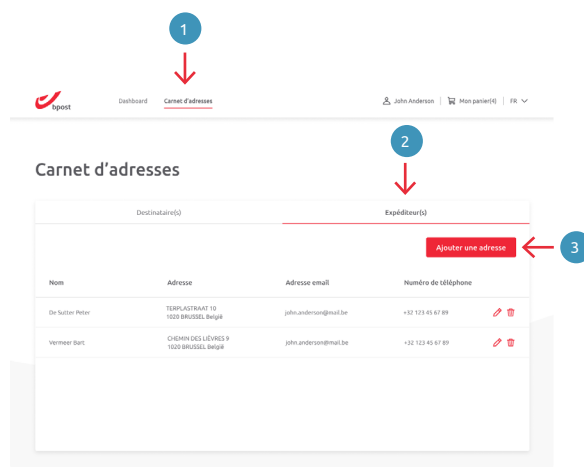 1
bpost
Dashboard
Carnet d'adresses
John Anderson
Mon panier(4)
FR
2
Carnet d'adresses
Destinataire(s)
Expéditeur(s)
Ajouter une adresse
3
Nom
Adresse
Adresse email
Numéro de téléphone
De Sutter Peter
TERPLASTRAAT 10
1020 BRUSSEL België
john.anderson@mail.be
+32 123 45 67 89
Vermeer Bart
CHEMIN DES LIÈVRES 9
1020 BRUSSEL België
john.anderson@mail.be
+32 123 45 67 89